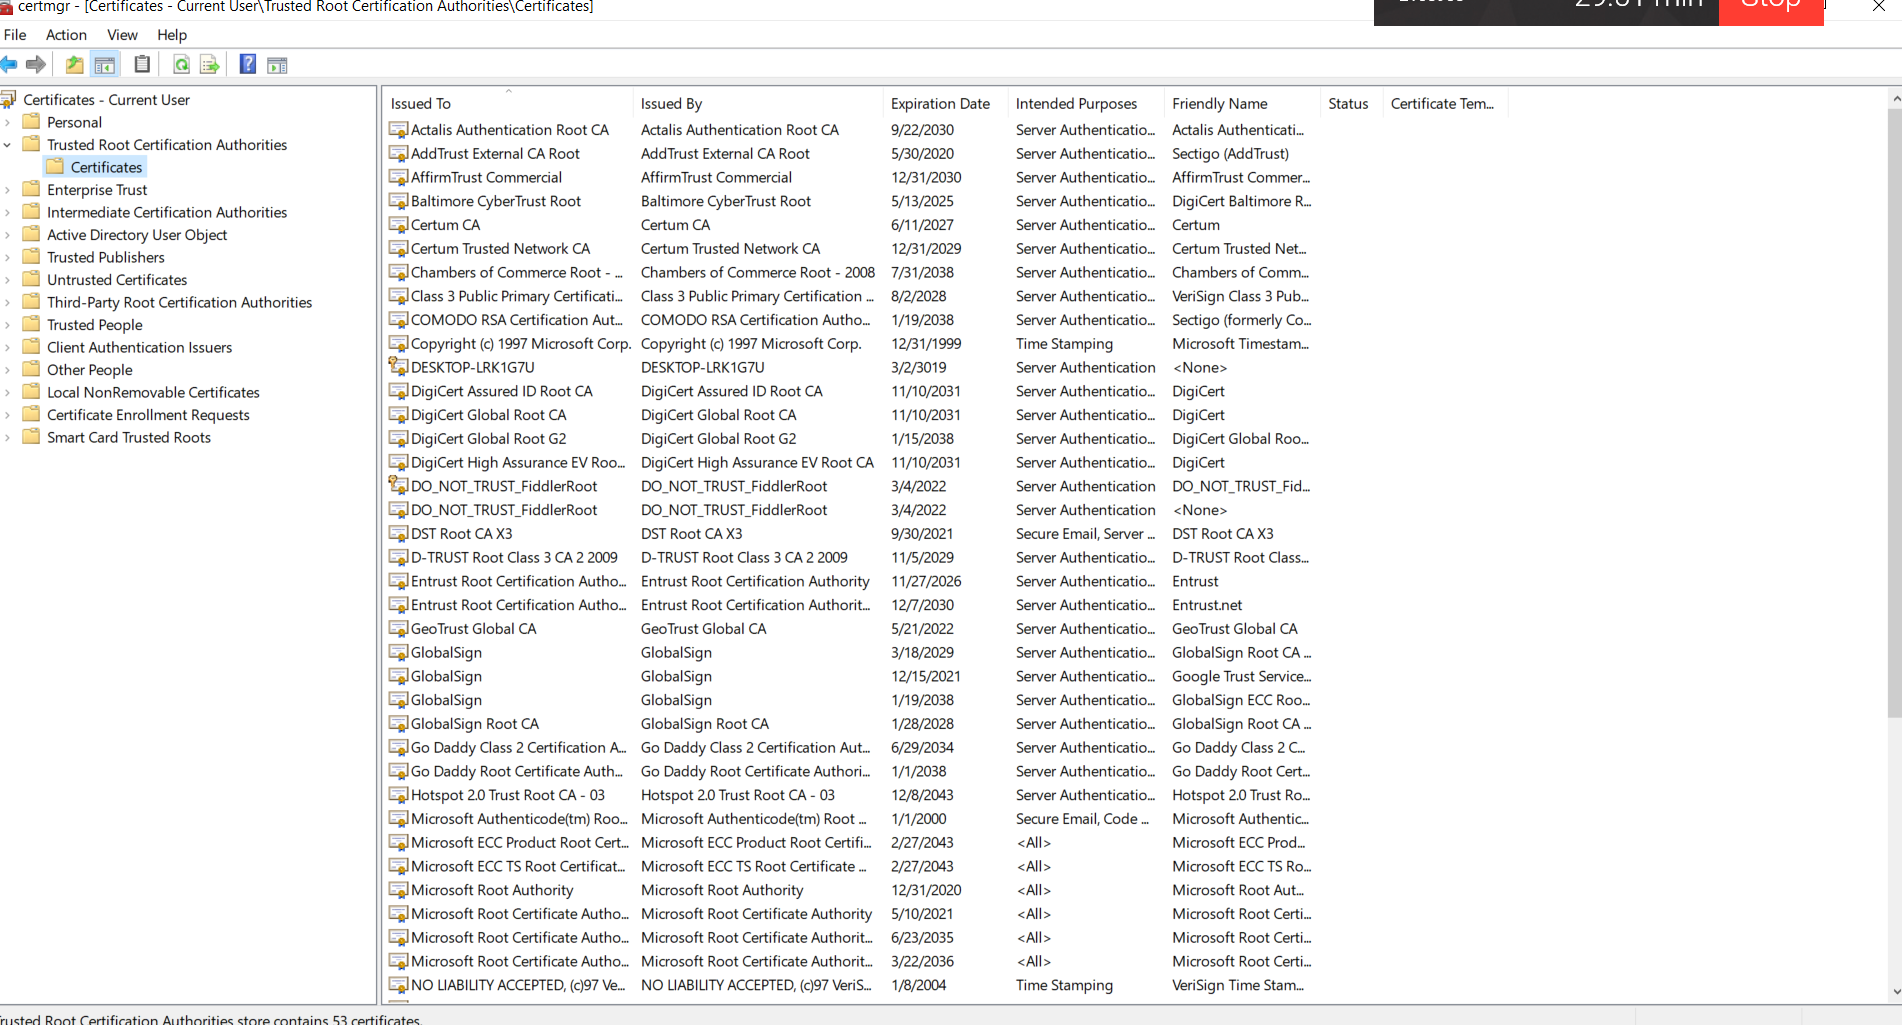 certmgr - [Certificates - Current User\Trusted Root Certification Authorities\Certificates]
Stop
File Action View Help
Certificates - Current User
Personal
Trusted Root Certification Authorities
Certificates
Enterprise Trust
Intermediate Certification Authorities
Active Directory User Object
Trusted Publishers
Untrusted Certificates
Third-Party Root Certification Authorities
Trusted People
Client Authentication Issuers
Other People
Local NonRemovable Certificates
Certificate Enrollment Requests
Smart Card Trusted Roots
Issued To Issued By Expiration Date Intended Purposes Friendly Name Status Certificate Tem...
Actalis Authentication Root CA Actalis Authentication Root CA 9/22/2030 Server Authenticatio... Actalis Authenticati...
AddTrust External CA Root AddTrust External CA Root 5/30/2020 Server Authenticatio... Sectigo (AddTrust)
AffirmTrust Commercial AffirmTrust Commercial 12/31/2030 Server Authenticatio... AffirmTrust Commer...
Baltimore CyberTrust Root Baltimore CyberTrust Root 5/13/2025 Server Authenticatio... DigiCert Baltimore R...
Certum CA Certum CA 6/11/2027 Server Authenticatio... Certum
Certum Trusted Network CA Certum Trusted Network CA 12/31/2029 Server Authenticatio... Certum Trusted Net...
Chambers of Commerce Root - ... Chambers of Commerce Root - 2008 7/31/2038 Server Authenticatio... Chambers of Comm...
Class 3 Public Primary Certificati... Class 3 Public Primary Certification ... 8/2/2028 Server Authenticatio... VeriSign Class 3 Pub...
COMODO RSA Certification Aut... COMODO RSA Certification Autho... 1/19/2038 Server Authenticatio... Sectigo (formerly Co...
Copyright (c) 1997 Microsoft Corp. Copyright (c) 1997 Microsoft Corp. 12/31/1999 Time Stamping Microsoft Timestam...
DESKTOP-LRK1G7U DESKTOP-LRK1G7U 3/2/3019 Server Authentication <None>
DigiCert Assured ID Root CA DigiCert Assured ID Root CA 11/10/2031 Server Authenticatio... DigiCert
DigiCert Global Root CA DigiCert Global Root CA 11/10/2031 Server Authenticatio... DigiCert
DigiCert Global Root G2 DigiCert Global Root G2 1/15/2038 Server Authenticatio... DigiCert Global Roo...
DigiCert High Assurance EV Roo... DigiCert High Assurance EV Root CA 11/10/2031 Server Authenticatio... DigiCert
DO_NOT_TRUST_FiddlerRoot DO_NOT_TRUST_FiddlerRoot 3/4/2022 Server Authentication DO_NOT_TRUST_Fid...
DO_NOT_TRUST_FiddlerRoot DO_NOT_TRUST_FiddlerRoot 3/4/2022 Server Authentication <None>
DST Root CA X3 DST Root CA X3 9/30/2021 Secure Email, Server ... DST Root CA X3
D-TRUST Root Class 3 CA 2 2009 D-TRUST Root Class 3 CA 2 2009 11/5/2029 Server Authenticatio... D-TRUST Root Class...
Entrust Root Certification Autho... Entrust Root Certification Authority 11/27/2026 Server Authenticatio... Entrust
Entrust Root Certification Autho... Entrust Root Certification Authorit... 12/7/2030 Server Authenticatio... Entrust.net
GeoTrust Global CA GeoTrust Global CA 5/21/2022 Server Authenticatio... GeoTrust Global CA
GlobalSign GlobalSign 3/18/2029 Server Authenticatio... GlobalSign Root CA ...
GlobalSign GlobalSign 12/15/2021 Server Authenticatio... Google Trust Service...
GlobalSign GlobalSign 1/19/2038 Server Authenticatio... GlobalSign ECC Roo...
GlobalSign Root CA GlobalSign Root CA 1/28/2028 Server Authenticatio... GlobalSign Root CA ...
Go Daddy Class 2 Certification A... Go Daddy Class 2 Certification Aut... 6/29/2034 Server Authenticatio... Go Daddy Class 2 C...
Go Daddy Root Certificate Auth... Go Daddy Root Certificate Authori... 1/1/2038 Server Authenticatio... Go Daddy Root Cert...
Hotspot 2.0 Trust Root CA - 03 Hotspot 2.0 Trust Root CA - 03 12/8/2043 Server Authenticatio... Hotspot 2.0 Trust Ro...
Microsoft Authenticode(tm) Roo... Microsoft Authenticode(tm) Root ... 1/1/2000 Secure Email, Code ... Microsoft Authentic...
Microsoft ECC Product Root Cert... Microsoft ECC Product Root Certifi... 2/27/2043 <All> Microsoft ECC Prod...
Microsoft ECC TS Root Certificat... Microsoft ECC TS Root Certificate ... 2/27/2043 <All> Microsoft ECC TS Ro...
Microsoft Root Authority Microsoft Root Authority 12/31/2020 <All> Microsoft Root Aut...
Microsoft Root Certificate Autho... Microsoft Root Certificate Authority 5/10/2021 <All> Microsoft Root Certi...
Microsoft Root Certificate Autho... Microsoft Root Certificate Authorit... 6/23/2035 <All> Microsoft Root Certi...
Microsoft Root Certificate Autho... Microsoft Root Certificate Authorit... 3/22/2036 <All> Microsoft Root Certi...
NO LIABILITY ACCEPTED, (c)97 Ve... NO LIABILITY ACCEPTED, (c)97 VeriS... 1/8/2004 Time Stamping VeriSign Time Stam...
rusted Root Certification Authorities store contains 53 certificates.